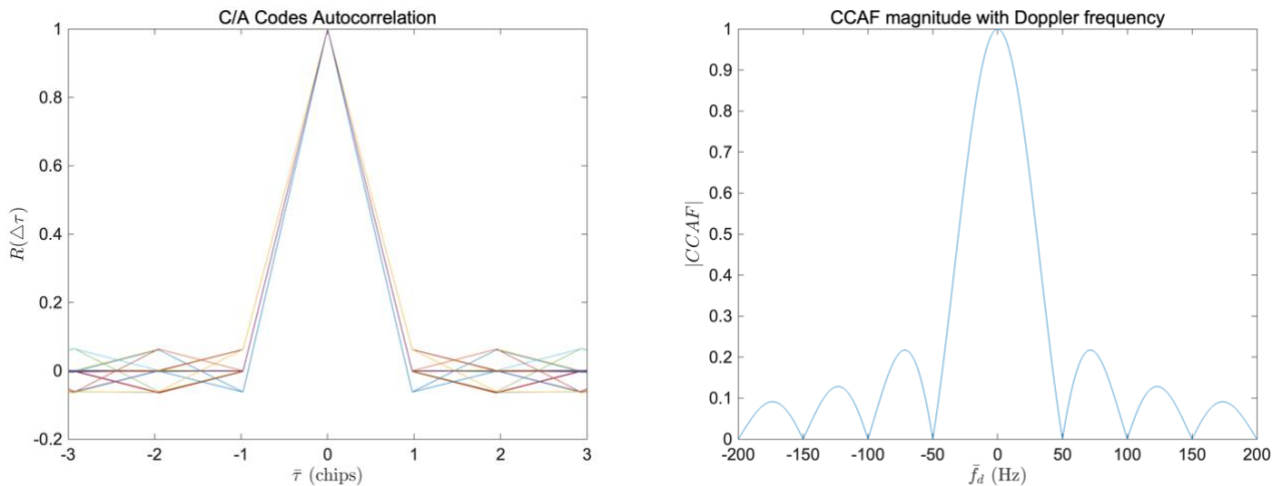 C/A Codes Autocorrelation
1
0.8
0.6
0.4
0.2
0
-0.2
R(△τ)
-3 -2 -1 0 1 2 3
τ̄ (chips)
CCAF magnitude with Doppler frequency
1
0.9
0.8
0.7
0.6
0.5
0.4
0.3
0.2
0.1
0
|CCAF|
-200 -150 -100 -50 0 50 100 150 200
f̄d (Hz)